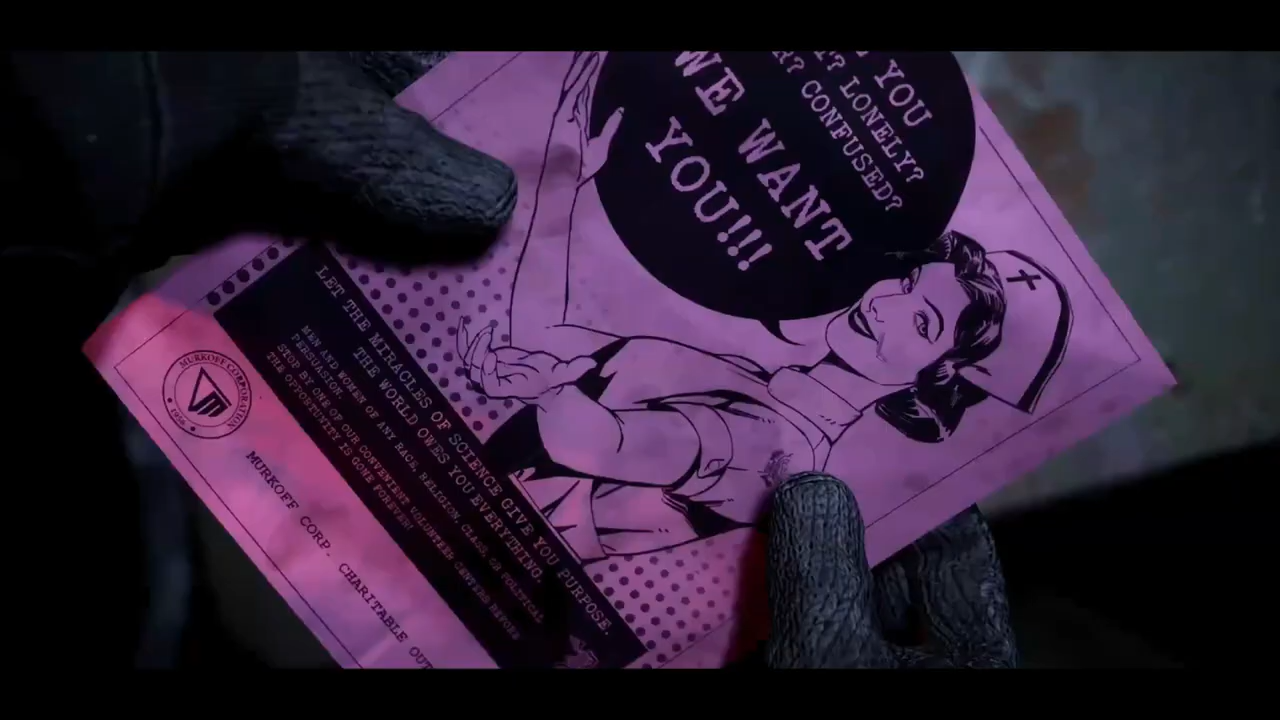 YOU
? LONELY?
R? CONFUSED?
WE WANT
YOU!!!
LET THE MIRACLES OF SCIENCE GIVE YOU PURPOSE.
THE WORLD OWES YOU EVERYTHING.
MEN AND WOMEN OF ANY RACE, RELIGION, CLASS, OR POLITICAL
PERSUASION. STOP BY ONE OF OUR CONVENIENT VOLUNTEER CENTERS BEFORE
THE OPPORTUNITY IS GONE FOREVER!
MURKOFF CORPORATION
MURKOFF CORP. CHARITABLE OUT